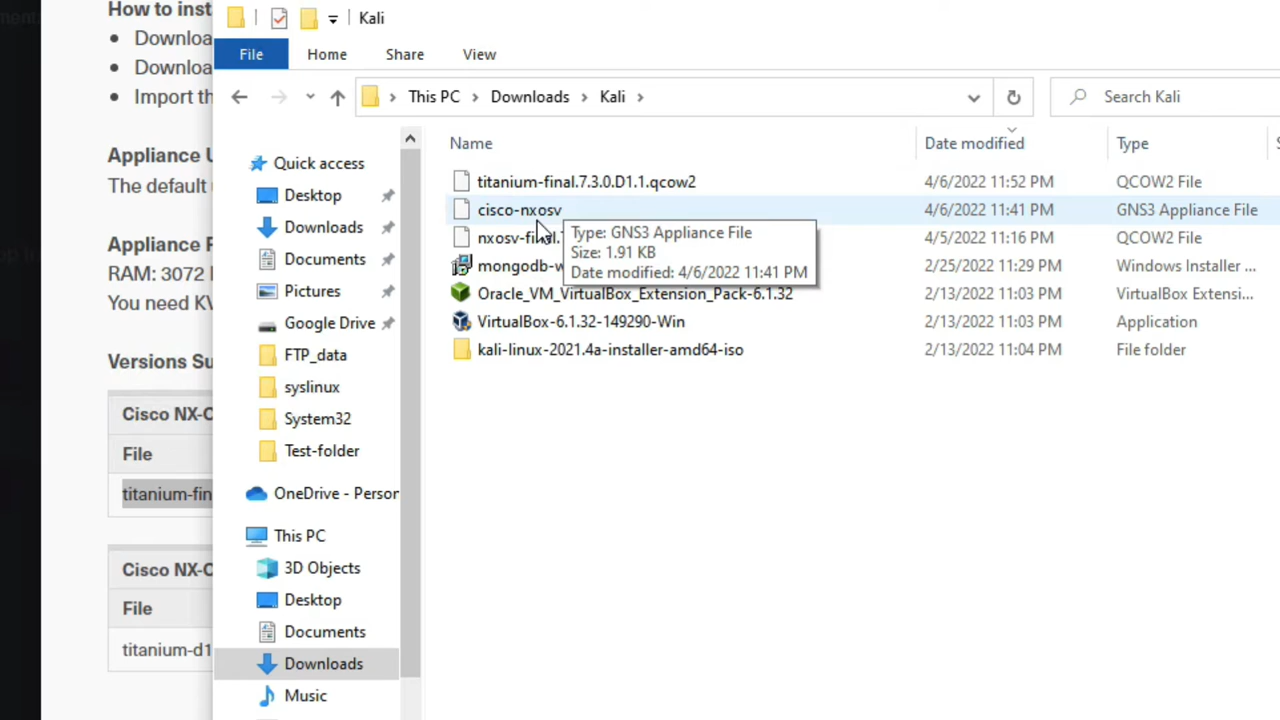 How to inst
Downloa
Downloa
Import th
Appliance U
The default
Appliance F
RAM: 3072
You need KV
Versions Su
Cisco NX-O
File
titanium-fin
Cisco NX-O
File
titanium-d1
Kali
File
Home
Share
View
This PC > Downloads > Kali >
Search Kali
Quick access
Desktop
Downloads
Documents
Pictures
Google Drive
FTP_data
syslinux
System32
Test-folder
OneDrive - Person
This PC
3D Objects
Desktop
Documents
Downloads
Music
Name Date modified Type
titanium-final.7.3.0.D1.1.qcow2 4/6/2022 11:52 PM QCOW2 File
cisco-nxosv 4/6/2022 11:41 PM GNS3 Appliance File
nxosv-final. 4/5/2022 11:16 PM QCOW2 File
mongodb-w 2/25/2022 11:29 PM Windows Installer ...
Oracle_VM_VirtualBox_Extension_Pack-6.1.32 2/13/2022 11:03 PM VirtualBox Extensi...
VirtualBox-6.1.32-149290-Win 2/13/2022 11:03 PM Application
kali-linux-2021.4a-installer-amd64-iso 2/13/2022 11:04 PM File folder
Type: GNS3 Appliance File
Size: 1.91 KB
Date modified: 4/6/2022 11:41 PM